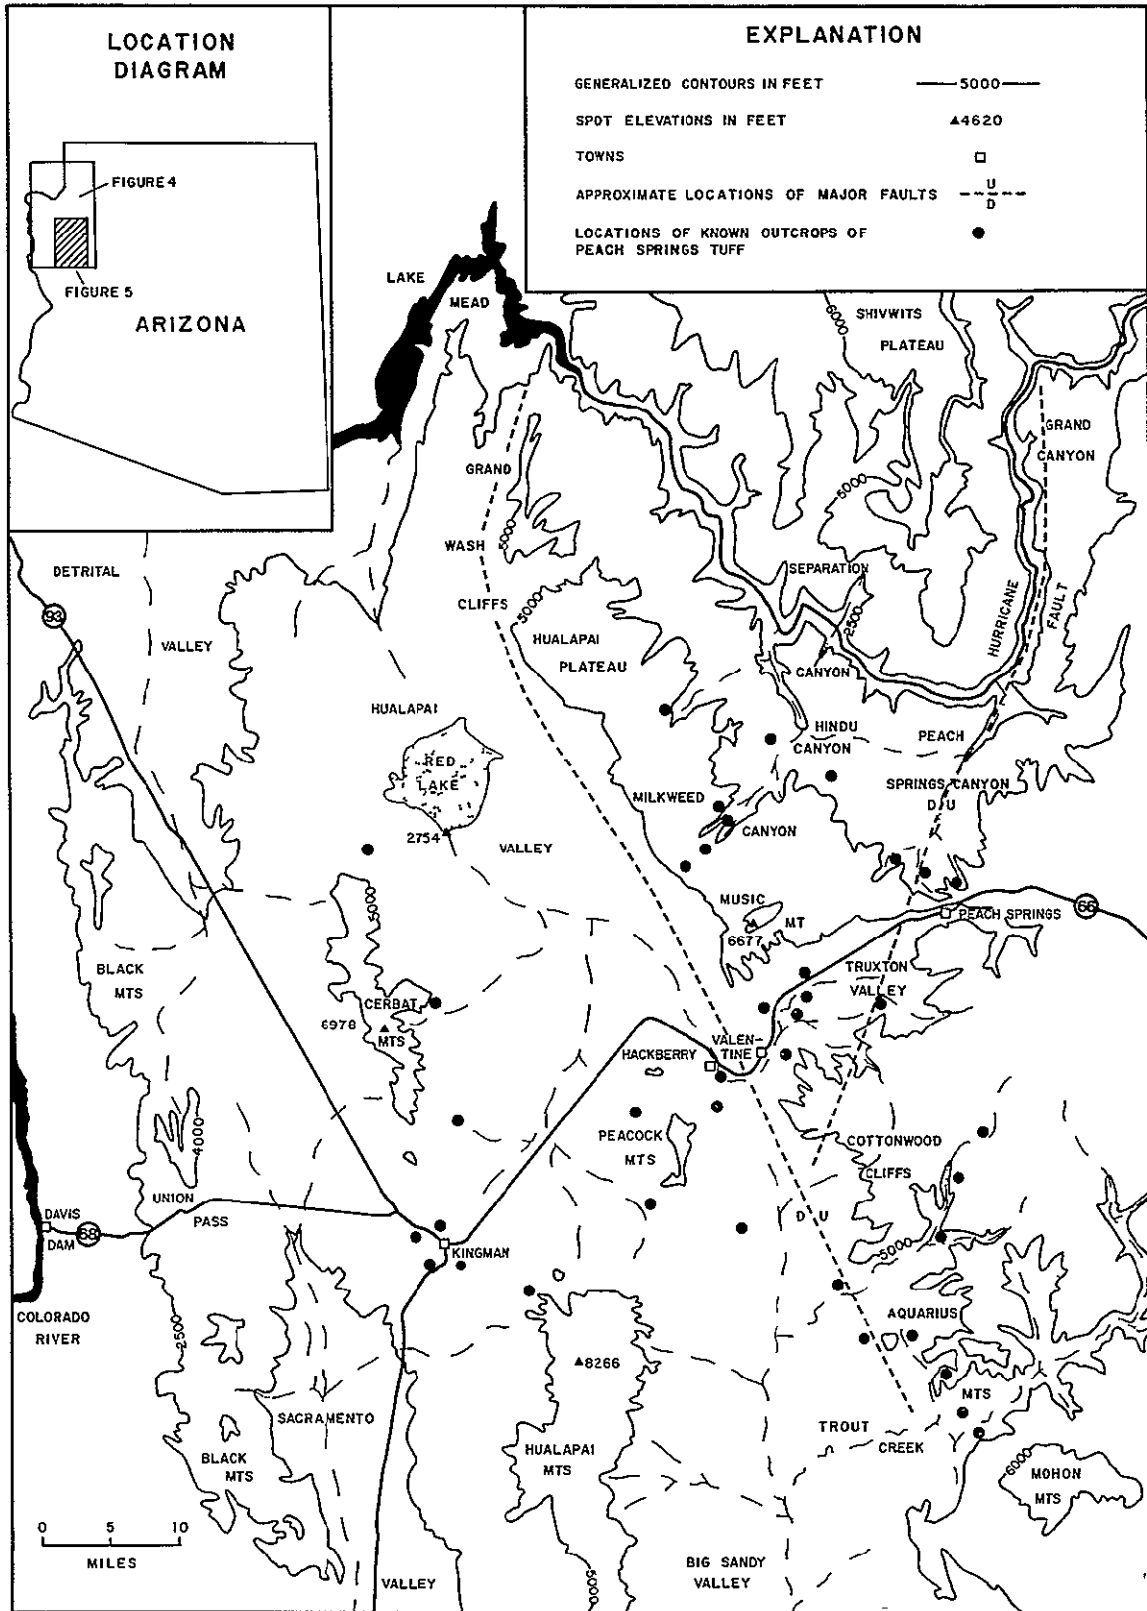 LOCATION
DIAGRAM
FIGURE 4
FIGURE 5
ARIZONA
EXPLANATION
GENERALIZED CONTOURS IN FEET
5000
SPOT ELEVATIONS IN FEET
▲4620
TOWNS
APPROXIMATE LOCATIONS OF MAJOR FAULTS
U
D
LOCATIONS OF KNOWN OUTCROPS OF
PEACH SPRINGS TUFF
LAKE
MEAD
6000
SHIVWITS
PLATEAU
GRAND
CANYON
GRAND
WASH
CLIFFS
5000
5000
5000
DETRITAL
VALLEY
93
SEPARATION
CANYON
2500
HURRICANE
FAULT
HUALAPAI
PLATEAU
HUALAPAI
VALLEY
RED
LAKE
2754
HINDU
CANYON
PEACH
SPRINGS CANYON
D U
MILKWEED
CANYON
MUSIC
MT
6677
PEACH SPRINGS
66
TRUXTON
VALLEY
BLACK
MTS
5000
CERBAT
MTS
6978
VALEN-
TINE
HACKBERRY
PEACOCK
MTS
COTTONWOOD
CLIFFS
4000
UNION
PASS
DAVIS
DAM
68
KINGMAN
D U
5000
COLORADO
RIVER
2500
AQUARIUS
MTS
8266
SACRAMENTO
VALLEY
BLACK
MTS
HUALAPAI
MTS
TROUT
CREEK
6000
MOHON
MTS
0 5 10
MILES
5000
BIG SANDY
VALLEY